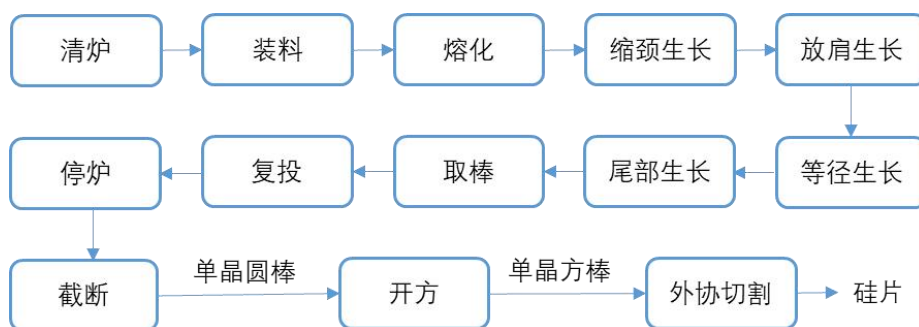 清炉
装料
熔化
缩颈生长
放肩生长
停炉
复投
取棒
尾部生长
等径生长
截断
单晶圆棒
开方
单晶方棒
外协切割
硅片